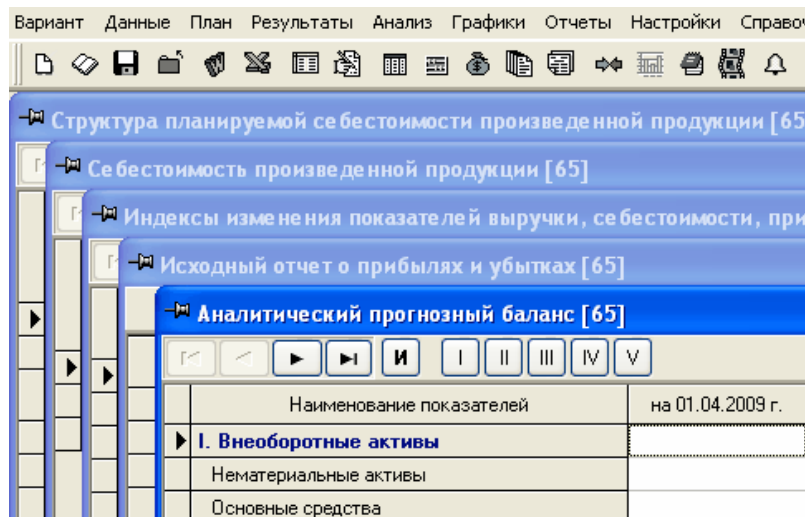 Вариант Данные План Результаты Анализ Графики Отчеты Настройки
Структура планируемой себестоимости произведенной продукции [65
Себестоимость произведенной продукции [65]
Индексы изменения показателей выручки, себестоимости,
Исходный отчет о прибылях и убытках [65]
Аналитический прогнозный баланс [65]
И I II III IV V
Наименование показателей на 01.04.2009 г.
I. Внеоборотные активы
Нематериальные активы
Основные средства